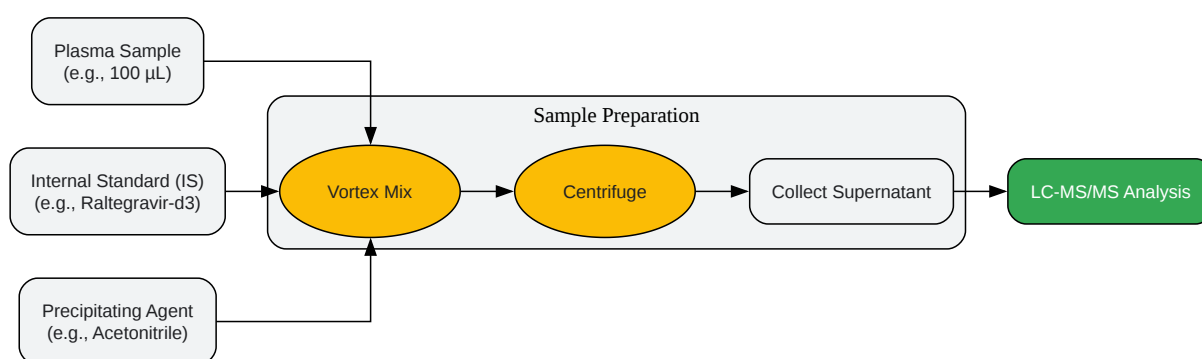 Plasma Sample
(e.g., 100 µL)
Sample Preparation
Internal Standard (IS)
(e.g., Raltegravir-d3)
Vortex Mix
Centrifuge
Collect Supernatant
LC-MS/MS Analysis
Precipitating Agent
(e.g., Acetonitrile)